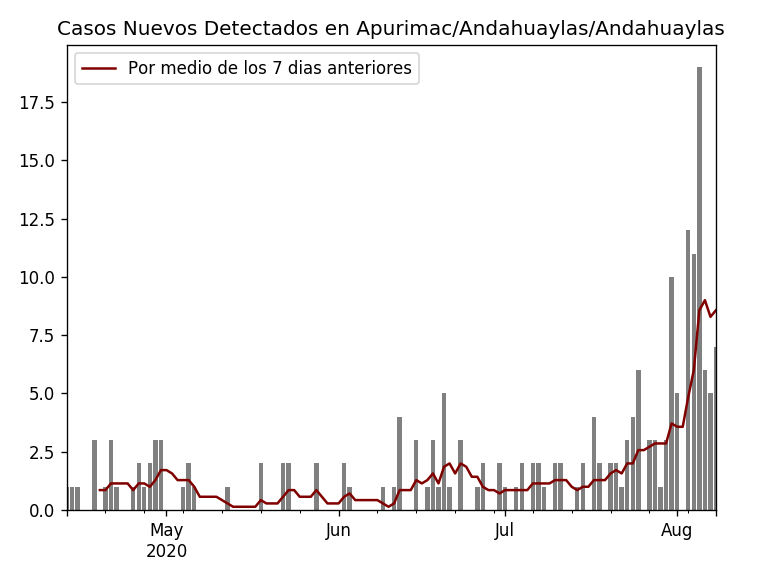 Casos Nuevos Detectados en Apurimac/Andahuaylas/Andahuaylas
Por medio de los 7 dias anteriores
17.5
15.0
12.5
10.0
7.5
5.0
2.5
0.0
May
2020
Jun
Jul
Aug